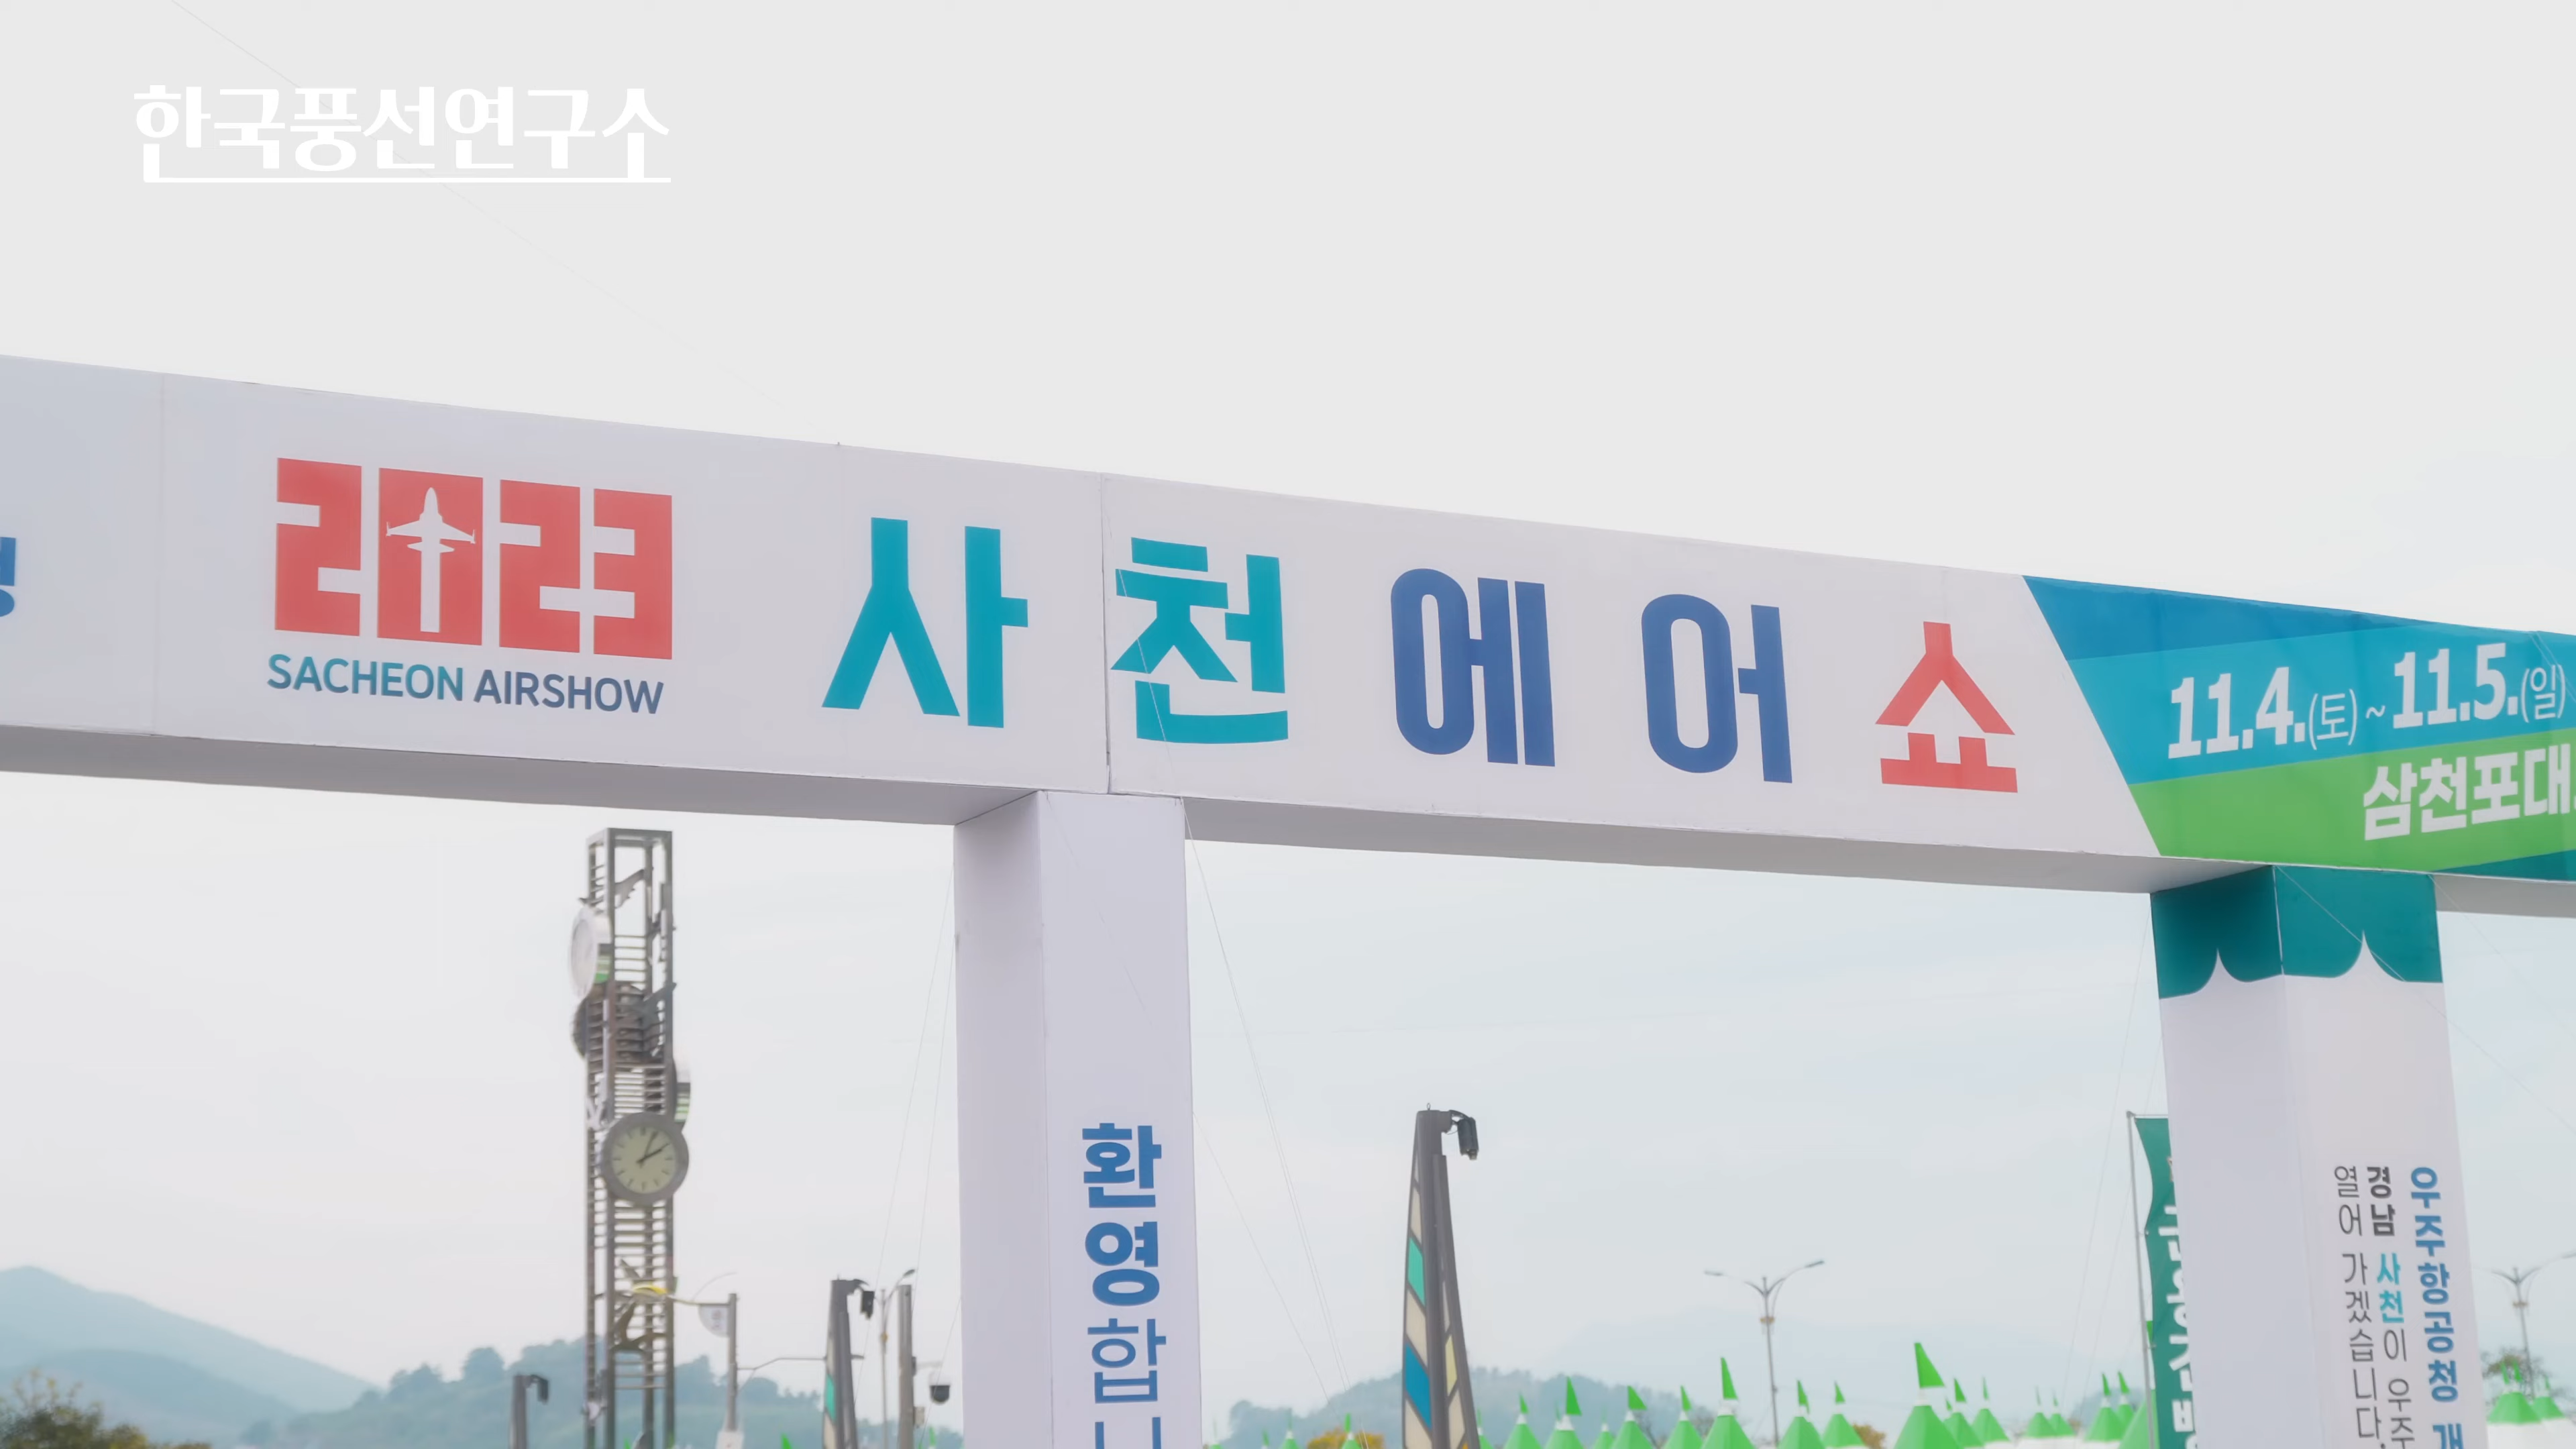 한국풍선연구소
2023
SACHEON AIRSHOW
사천에어쇼
11.4.(토)~11.5.(일)
삼천포대
환영합니
우주항공청 개
경남 사천이 우주
열어 가겠습니다